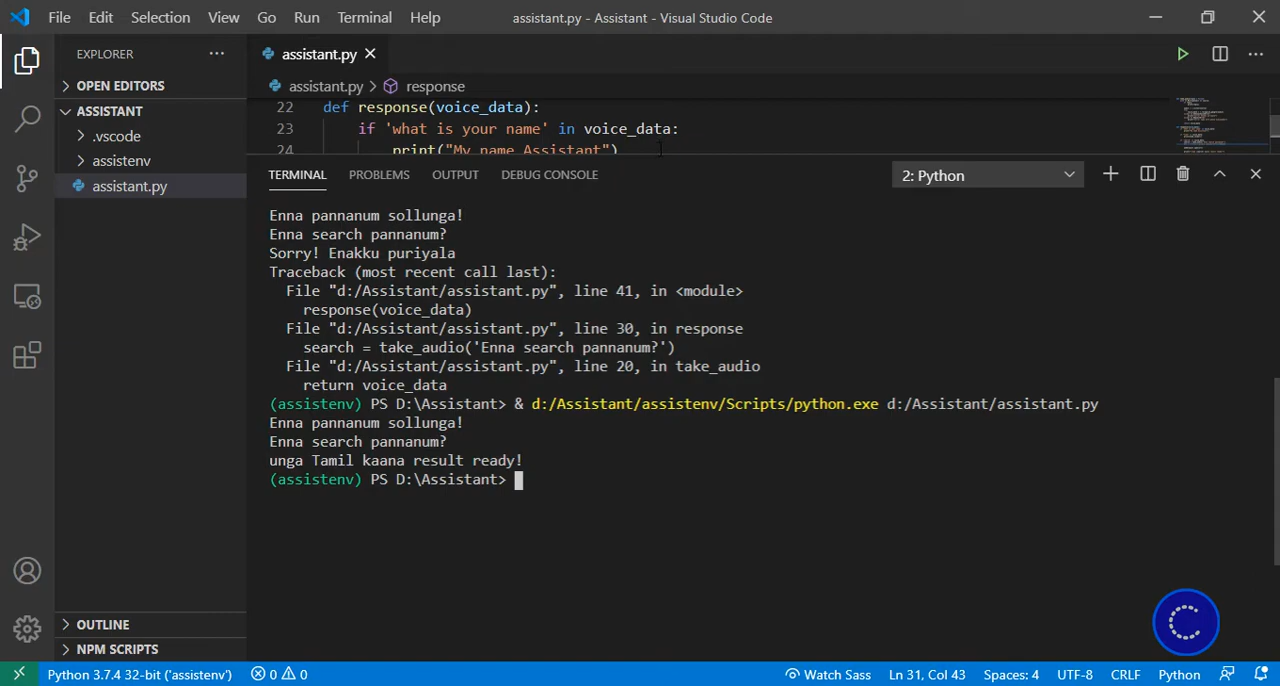 File Edit Selection View Go Run Terminal Help
assistant.py - Assistant - Visual Studio Code
EXPLORER
assistant.py
OPEN EDITORS
assistant.py > response
ASSISTANT
.vscode
assistenv
assistant.py
22 def response(voice_data):
23 if 'what is your name' in voice_data:
24 print("My name Assistant")
TERMINAL PROBLEMS OUTPUT DEBUG CONSOLE
2: Python
Enna pannanum sollunga!
Enna search pannanum?
Sorry! Enakku puriyala
Traceback (most recent call last):
File "d:/Assistant/assistant.py", line 41, in <module>
response(voice_data)
File "d:/Assistant/assistant.py", line 30, in response
search = take_audio('Enna search pannanum?')
File "d:/Assistant/assistant.py", line 20, in take_audio
return voice_data
(assistenv) PS D:\Assistant> & d:/Assistant/assistenv/Scripts/python.exe d:/Assistant/assistant.py
Enna pannanum sollunga!
Enna search pannanum?
unga Tamil kaana result ready!
(assistenv) PS D:\Assistant>
OUTLINE
NPM SCRIPTS
C
Python 3.7.4 32-bit ('assistenv') 0 0 Watch Sass Ln 31, Col 43 Spaces: 4 UTF-8 CRLF Python